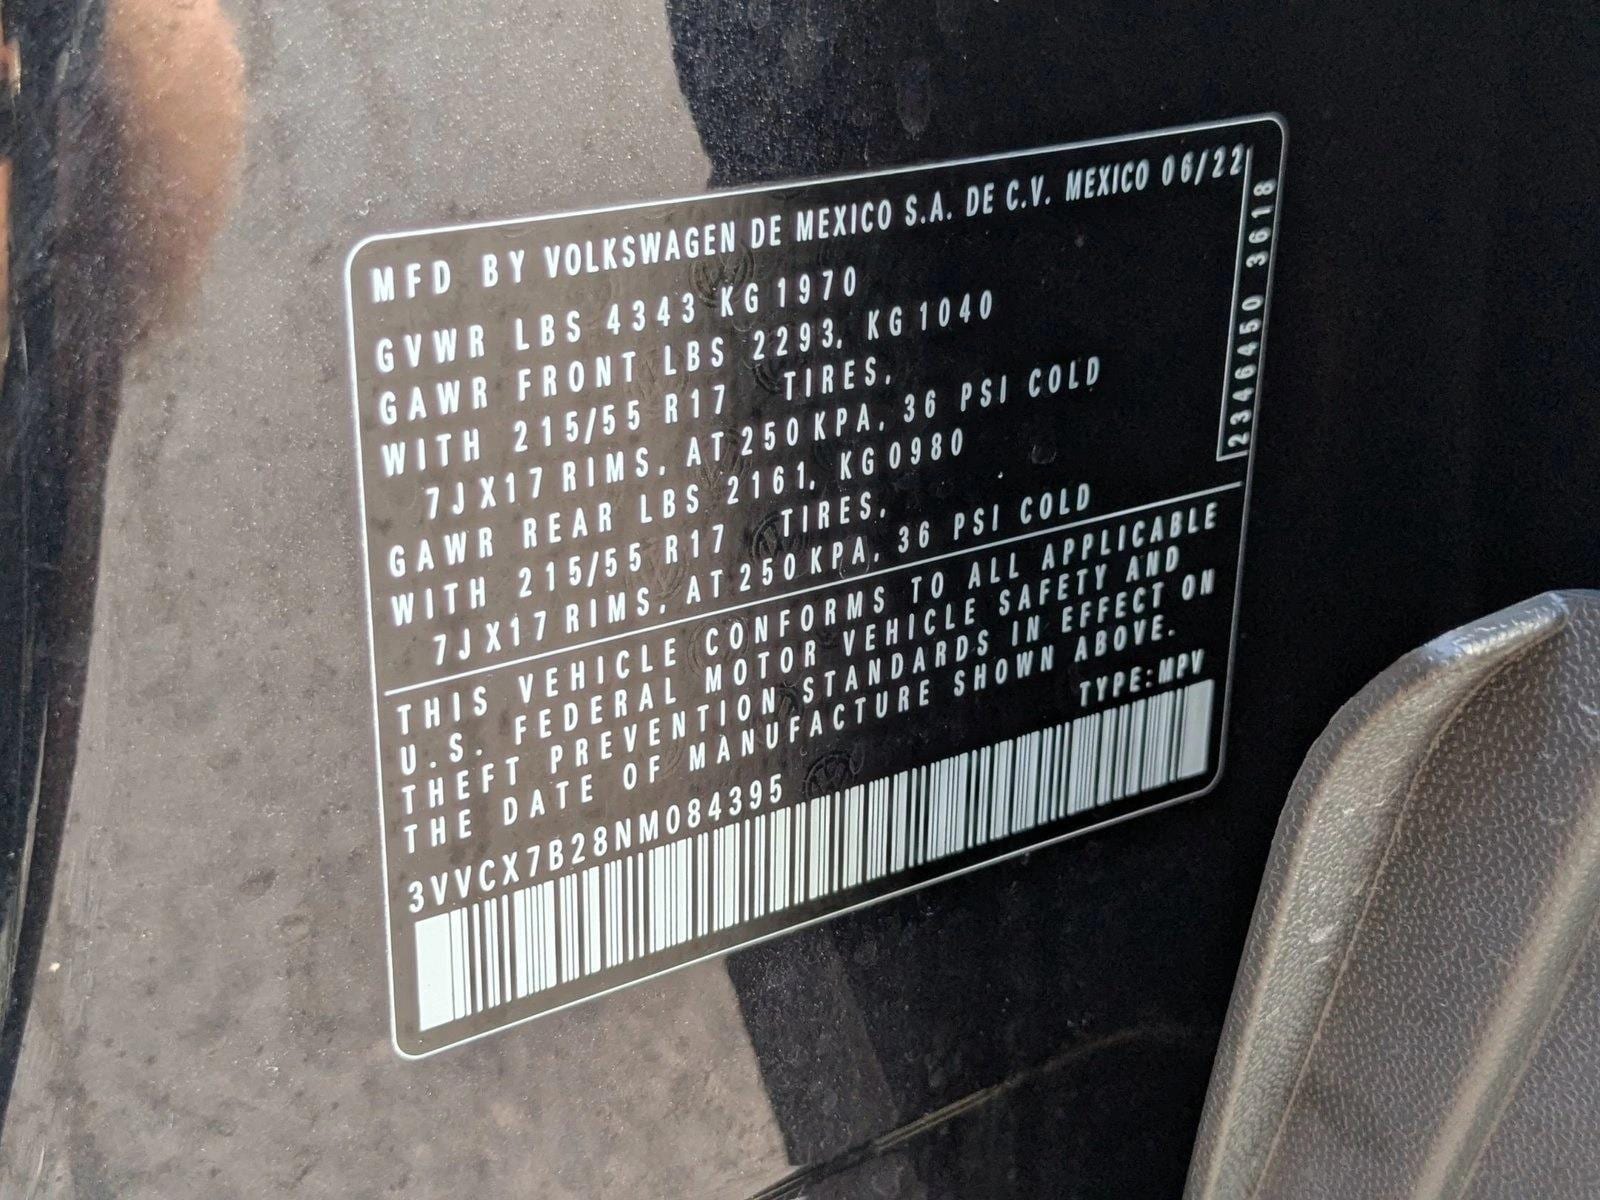 MFD BY VOLKSWAGEN DE MEXICO S.A. DE C.V. MEXICO 06/22
GVWR LBS 4343 KG 1970
GAWR FRONT LBS 2293, KG 1040
WITH 215/55 R17 TIRES,
7JX17 RIMS, AT 250 KPA, 36 PSI COLD
GAWR REAR LBS 2161, KG 0980
WITH 215/55 R17 TIRES,
7JX17 RIMS, AT 250 KPA, 36 PSI COLD
2346450 3618
THIS VEHICLE CONFORMS TO ALL APPLICABLE
U.S. FEDERAL MOTOR VEHICLE SAFETY AND
THEFT PREVENTION STANDARDS IN EFFECT ON
THE DATE OF MANUFACTURE SHOWN ABOVE.
TYPE:MPV
3VVCX7B28NM084395